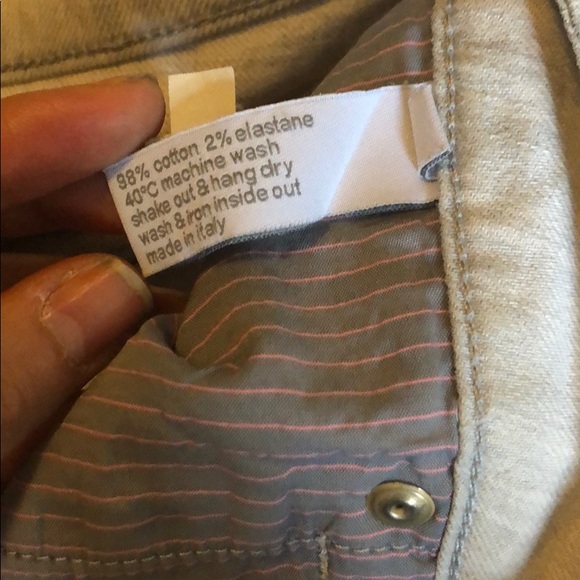 98% cotton 2% elastane
40°C machine wash
shake out & hang dry
wash & iron inside out
made in italy